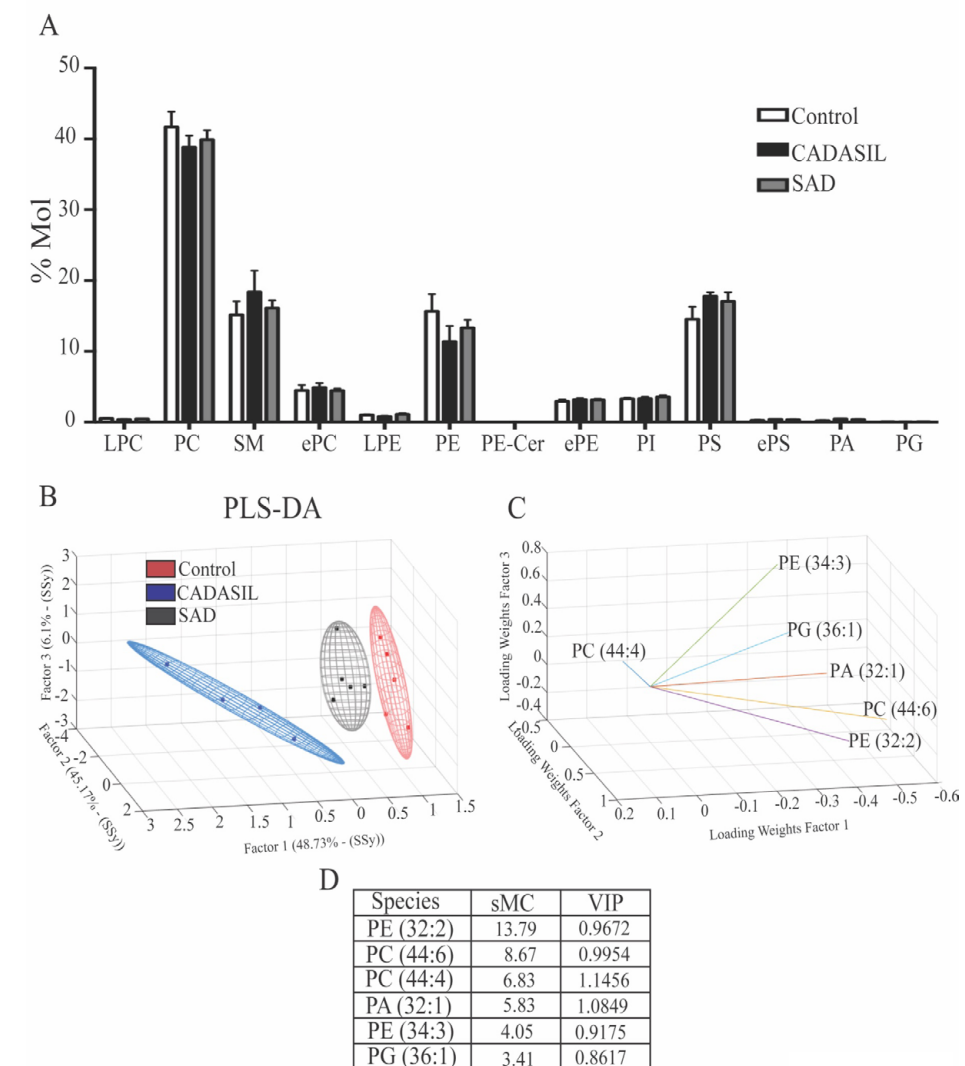 A
50
40
30
20
10
0
% Mol
Control
CADASIL
SAD
LPC PC SM ePC LPE PE PE-Cer ePE PI PS ePS PA PG
B
PLS-DA
Control
CADASIL
SAD
3
2
1
0
-1
-2
-3
Factor 3 (6.1% - (SSy))
-4
-2
0
2
Factor 2 (45.17% - (SSy))
3 2.5 2 1.5 1 0.5 0 0.5 1 1.5
Factor 1 (48.73% - (SSy))
C
0.8
0.6
0.4
0.2
0
-0.2
-0.4
Loading Weights Factor 3
-0.5
0
0.5
1
Loading Weights Factor 2
0.2 0.1 0 -0.1 -0.2 -0.3 -0.4 -0.5 -0.6
Loading Weights Factor 1
PE (34:3)
PG (36:1)
PC (44:4)
PA (32:1)
PC (44:6)
PE (32:2)
D
Species sMC VIP
PE (32:2) 13.79 0.9672
PC (44:6) 8.67 0.9954
PC (44:4) 6.83 1.1456
PA (32:1) 5.83 1.0849
PE (34:3) 4.05 0.9175
PG (36:1) 3.41 0.8617